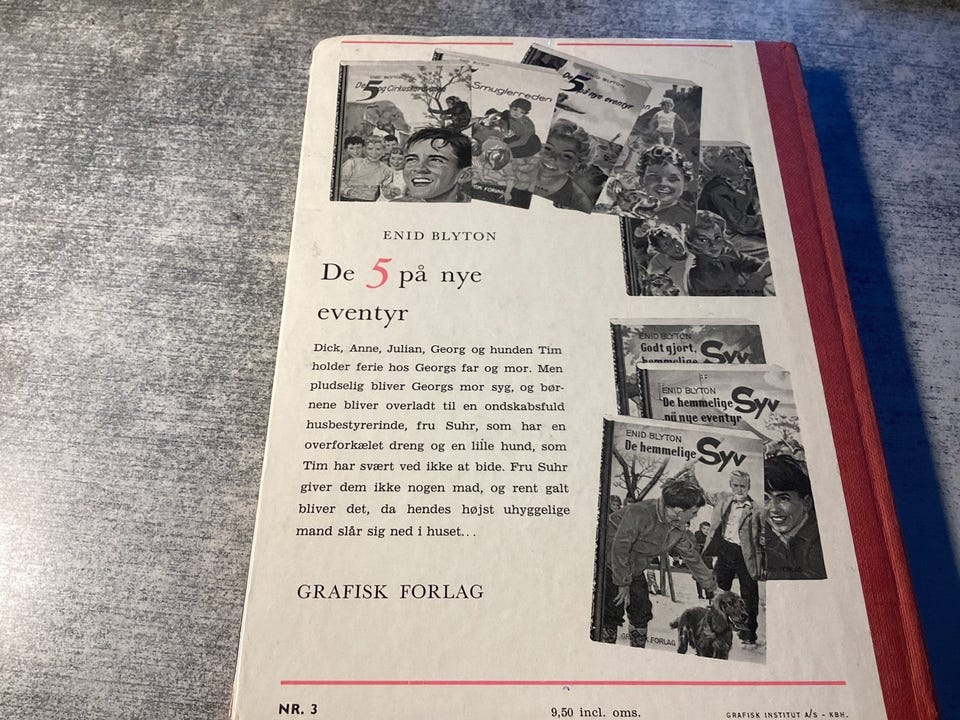 ENID BLYTON
De 5 og Cirkus
Smuglerreden
ENID BLYTON
De 5 på nye eventyr
ENID BLYTON
De 5 på nye
eventyr
Dick, Anne, Julian, Georg og hunden Tim
holder ferie hos Georgs far og mor. Men
pludselig bliver Georgs mor syg, og bør-
nene bliver overladt til en ondskabsfuld
husbestyrerinde, fru Suhr, som har en
overforkælet dreng og en lille hund, som
Tim har svært ved ikke at bide. Fru Suhr
giver dem ikke nogen mad, og rent galt
bliver det, da hendes højst uhyggelige
mand slår sig ned i huset...
GRAFISK FORLAG
ENID BLYTON
Godt gjort,
hemmelige Syv
ENID BLYTON
De hemmelige Syv
på nye eventyr
ENID BLYTON
De hemmelige Syv
GRAFISK FORLAG
NR. 3
9,50 incl. oms.
GRAFISK INSTITUT A/S - KBH.